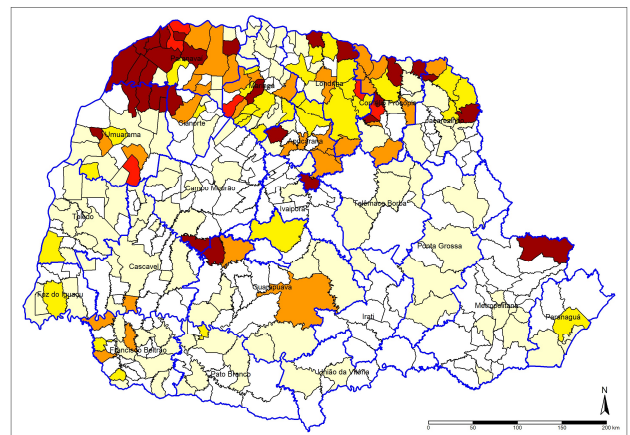 Paranavaí
Maringá
Londrina
Cornélio Procópio
Jacarezinho
Umuarama
Cianorte
Apucarana
Campo Mourão
Ivaiporã
Telêmaco Borba
Toledo
Ponta Grossa
Cascavel
Guarapuava
Foz do Iguaçu
Irati
Metropolitana
Paranaguá
Francisco Beltrão
Pato Branco
União da Vitória
N
0 50 100 150 200 km